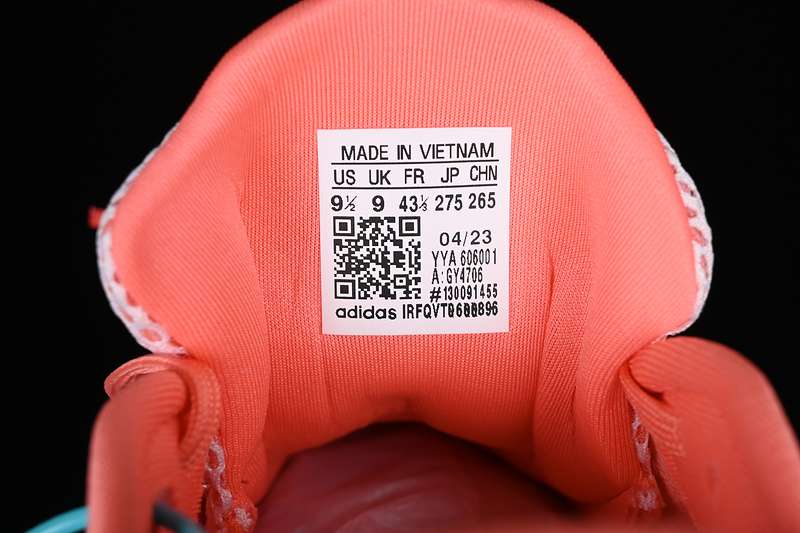 MADE IN VIETNAM
US UK FR JP CHN
9½ 9 43⅓ 275 265
04/23
YYA 606001
A:GY4706
#130091455
adidas